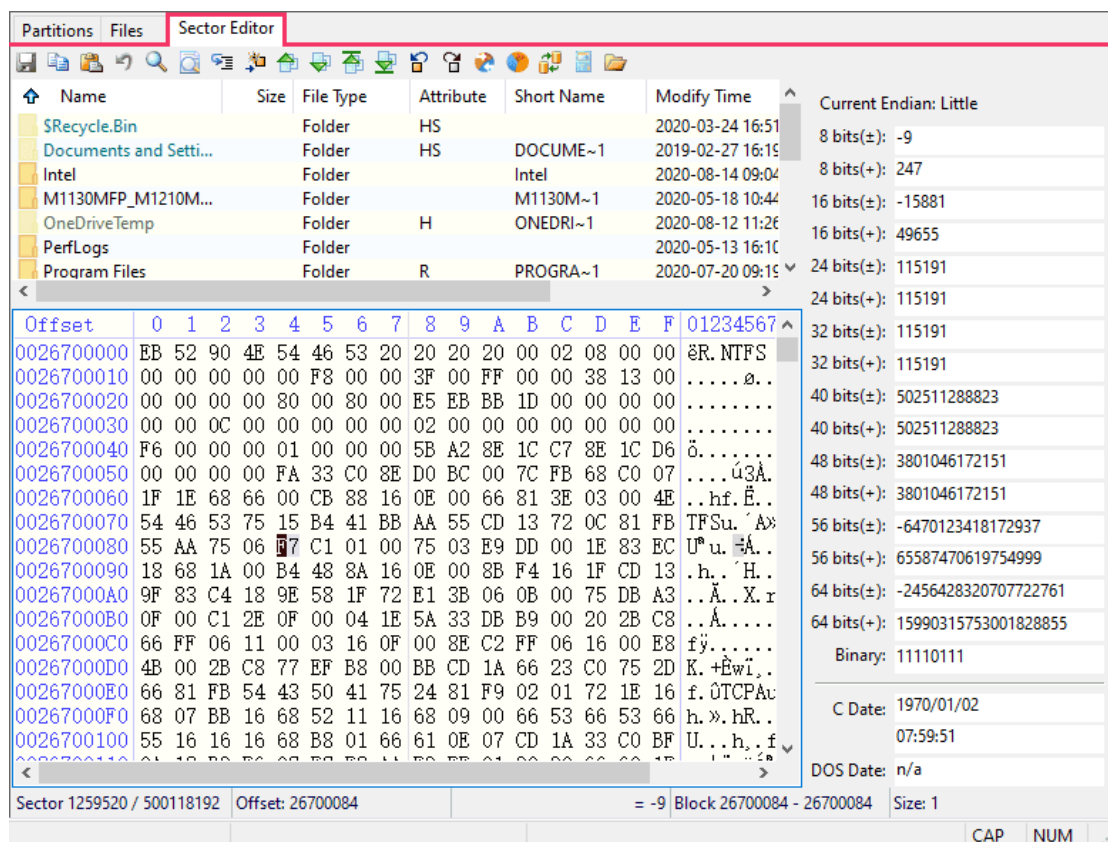 Partitions Files Sector Editor
Name Size File Type Attribute Short Name Modify Time
$Recycle.Bin Folder HS 2020-03-24 16:51
Documents and Setti... Folder HS DOCUME~1 2019-02-27 16:19
Intel Folder Intel 2020-08-14 09:04
M1130MFP_M1210M... Folder M1130M~1 2020-05-18 10:44
OneDriveTemp Folder H ONEDRI~1 2020-08-12 11:26
PerfLogs Folder 2020-05-13 16:10
Program Files Folder R PROGRA~1 2020-07-20 09:19
Offset 0 1 2 3 4 5 6 7 8 9 A B C D E F 01234567
0026700000 EB 52 90 4E 54 46 53 20 20 20 20 00 02 08 00 00 ëR.NTFS
0026700010 00 00 00 00 00 F8 00 00 3F 00 FF 00 00 38 13 00 .....ø..
0026700020 00 00 00 00 80 00 80 00 E5 EB BB 1D 00 00 00 00 ........
0026700030 00 00 0C 00 00 00 00 00 02 00 00 00 00 00 00 00 ........
0026700040 F6 00 00 00 01 00 00 00 5B A2 8E 1C C7 8E 1C D6 ö.......
0026700050 00 00 00 00 FA 33 C0 8E D0 BC 00 7C FB 68 C0 07 ....ú3À.
0026700060 1F 1E 68 66 00 CB 88 16 0E 00 66 81 3E 03 00 4E ..hf.Ë..
0026700070 54 46 53 75 15 B4 41 BB AA 55 CD 13 72 0C 81 FB TFSu.´A»
0026700080 55 AA 75 06 F7 C1 01 00 75 03 E9 DD 00 1E 83 EC Uªu.÷Á..
0026700090 18 68 1A 00 B4 48 8A 16 0E 00 8B F4 16 1F CD 13 .h..´H..
00267000A0 9F 83 C4 18 9E 58 1F 72 E1 3B 06 0B 00 75 DB A3 ..Ä..X.r
00267000B0 0F 00 C1 2E 0F 00 04 1E 5A 33 DB B9 00 20 2B C8 ..Á.....
00267000C0 66 FF 06 11 00 03 16 0F 00 8E C2 FF 06 16 00 E8 fÿ......
00267000D0 4B 00 2B C8 77 EF B8 00 BB CD 1A 66 23 C0 75 2D K.+Èwï¸.
00267000E0 66 81 FB 54 43 50 41 75 24 81 F9 02 01 72 1E 16 f.ûTCPAu
00267000F0 68 07 BB 16 68 52 11 16 68 09 00 66 53 66 53 66 h.».hR..
0026700100 55 16 16 16 68 B8 01 66 61 0E 07 CD 1A 33 C0 BF U...h¸.f
Current Endian: Little
8 bits(±): -9
8 bits(+): 247
16 bits(±): -15881
16 bits(+): 49655
24 bits(±): 115191
24 bits(+): 115191
32 bits(±): 115191
32 bits(+): 115191
40 bits(±): 502511288823
40 bits(+): 502511288823
48 bits(±): 3801046172151
48 bits(+): 3801046172151
56 bits(±): -6470123418172937
56 bits(+): 65587470619754999
64 bits(±): -2456428320707722761
64 bits(+): 15990315753001828855
Binary: 11110111
C Date: 1970/01/02
07:59:51
DOS Date: n/a
Sector 1259520 / 500118192 Offset: 26700084 = -9 Block 26700084 - 26700084 Size: 1
CAP NUM